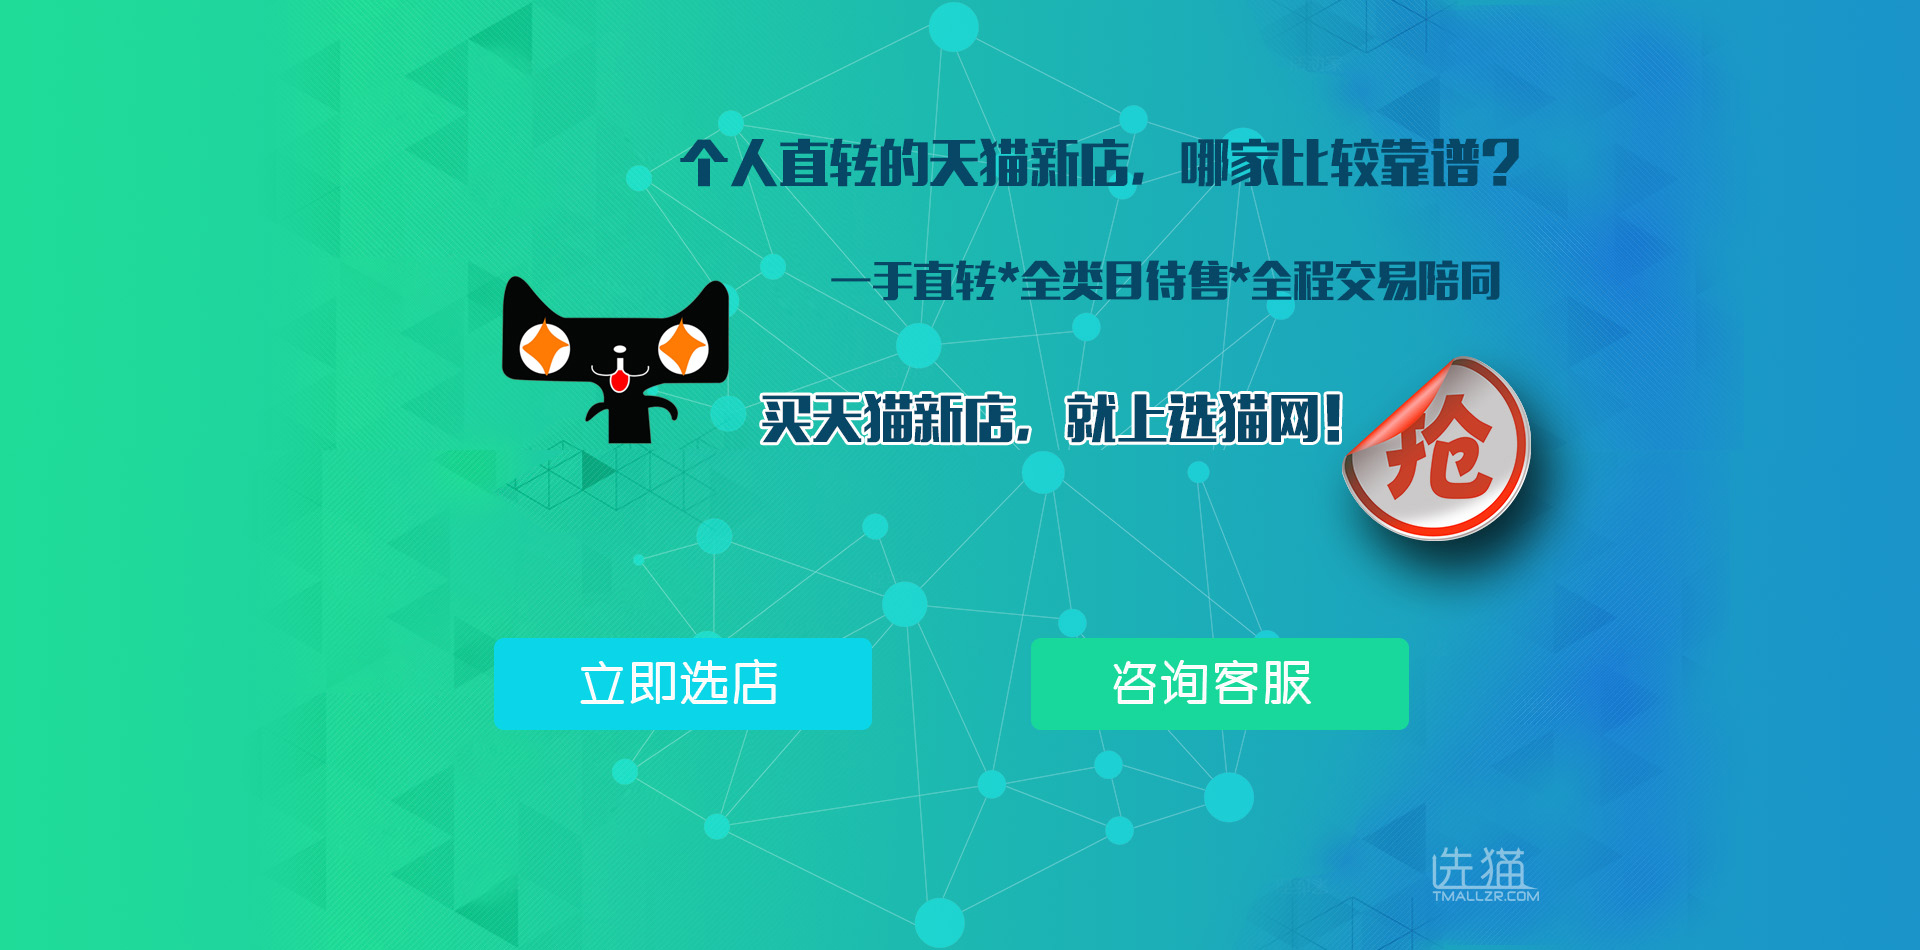 个人直转的天猫新店，哪家比较靠谱？
一手直转*全类目待售*全程交易陪同
买天猫新店，就上选猫网！
抢
立即选店
咨询客服
选猫
TMALLZR.COM